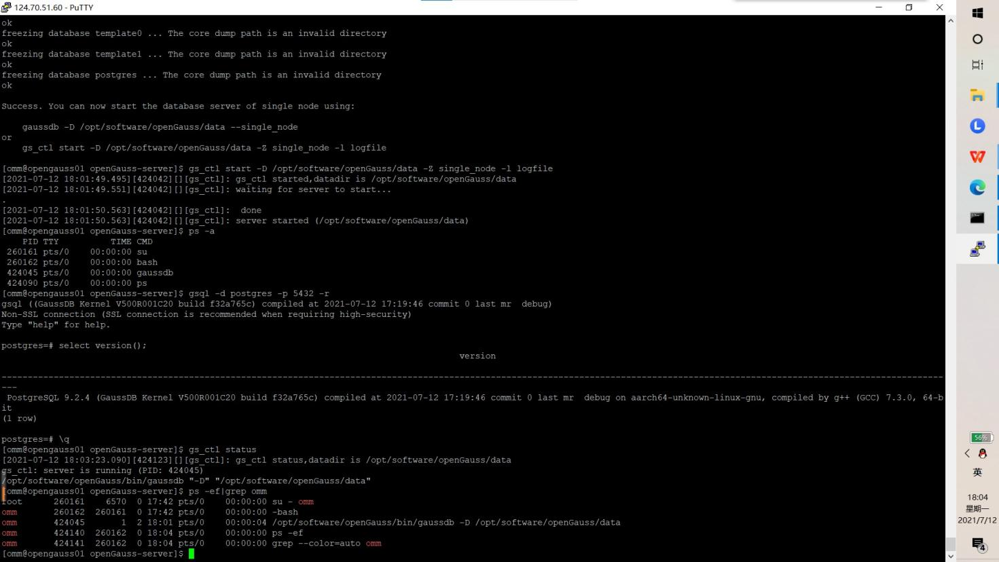 124.70.51.60 - PuTTY
ok
freezing database template0 ... The core dump path is an invalid directory
ok
freezing database template1 ... The core dump path is an invalid directory
ok
freezing database postgres ... The core dump path is an invalid directory
ok
Success. You can now start the database server of single node using:
gaussdb -D /opt/software/openGauss/data --single_node
or
gs_ctl start -D /opt/software/openGauss/data -Z single_node -l logfile
[omm@opengauss01 openGauss-server]$ gs_ctl start -D /opt/software/openGauss/data -Z single_node -l logfile
[2021-07-12 18:01:49.495][424042][][gs_ctl]: gs_ctl started,datadir is /opt/software/openGauss/data
[2021-07-12 18:01:49.551][424042][][gs_ctl]: waiting for server to start...
.
[2021-07-12 18:01:50.563][424042][][gs_ctl]:  done
[2021-07-12 18:01:50.563][424042][][gs_ctl]: server started (/opt/software/openGauss/data)
[omm@opengauss01 openGauss-server]$ ps -a
PID TTY          TIME CMD
260161 pts/0    00:00:00 su
260162 pts/0    00:00:00 bash
424045 pts/0    00:00:00 gaussdb
424090 pts/0    00:00:00 ps
[omm@opengauss01 openGauss-server]$ gsql -d postgres -p 5432 -r
gsql ((GaussDB Kernel V500R001C20 build f32a765c) compiled at 2021-07-12 17:19:46 commit 0 last mr  debug)
Non-SSL connection (SSL connection is recommended when requiring high-security)
Type "help" for help.
postgres=# select version();
version
--------------------------------------------------------------------------------------------------------------------------------------------------------------------------------------
---
PostgreSQL 9.2.4 (GaussDB Kernel V500R001C20 build f32a765c) compiled at 2021-07-12 17:19:46 commit 0 last mr  debug on aarch64-unknown-linux-gnu, compiled by g++ (GCC) 7.3.0, 64-b
it
(1 row)
postgres=# \q
[omm@opengauss01 openGauss-server]$ gs_ctl status
[2021-07-12 18:03:23.090][424123][][gs_ctl]: gs_ctl status,datadir is /opt/software/openGauss/data
gs_ctl: server is running (PID: 424045)
/opt/software/openGauss/bin/gaussdb "-D" "/opt/software/openGauss/data"
[omm@opengauss01 openGauss-server]$ ps -ef|grep omm
root      260161    6570  0 17:42 pts/0    00:00:00 su - omm
omm       260162  260161  0 17:42 pts/0    00:00:00 -bash
omm       424045       1  2 18:01 pts/0    00:00:04 /opt/software/openGauss/bin/gaussdb -D /opt/software/openGauss/data
omm       424140  260162  0 18:04 pts/0    00:00:00 ps -ef
omm       424141  260162  0 18:04 pts/0    00:00:00 grep --color=auto omm
[omm@opengauss01 openGauss-server]$
56%
英
18:04
星期一
2021/7/12
4